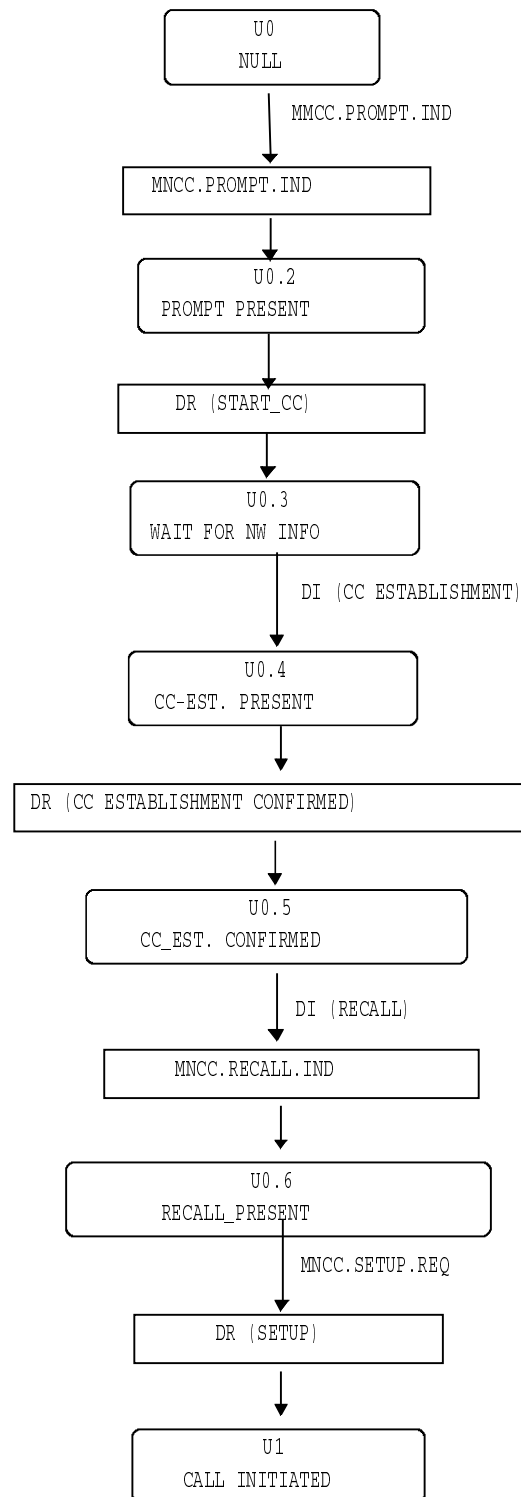 U0
NULL
MMCC.PROMPT.IND
MNCC.PROMPT.IND
U0.2
PROMPT PRESENT
DR (START_CC)
U0.3
WAIT FOR NW INFO
DI (CC ESTABLISHMENT)
U0.4
CC-EST. PRESENT
DR (CC ESTABLISHMENT CONFIRMED)
U0.5
CC_EST. CONFIRMED
DI (RECALL)
MNCC.RECALL.IND
U0.6
RECALL_PRESENT
MNCC.SETUP.REQ
DR (SETUP)
U1
CALL INITIATED